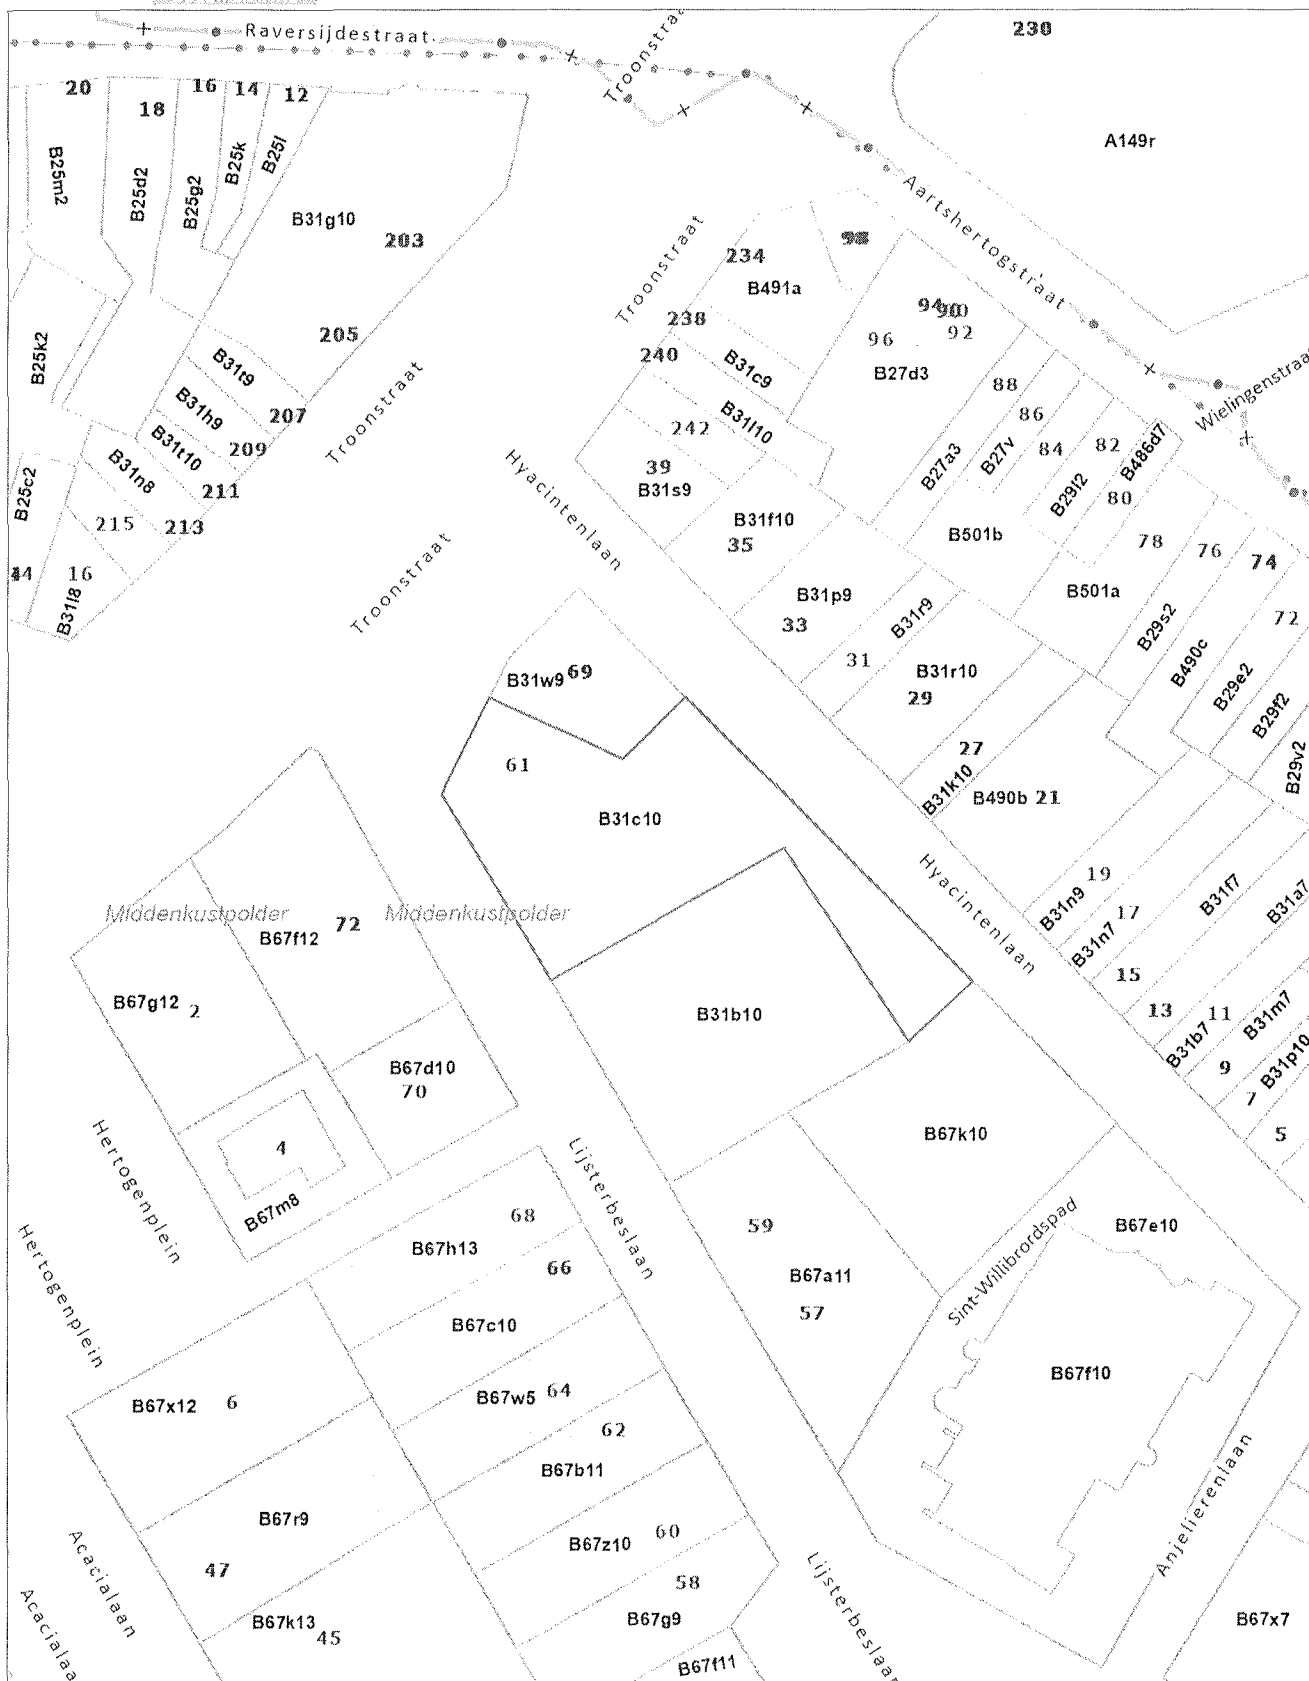 Raversijdestraat
Troonstraat
230
20
18
16
14
12
B25m2
B25d2
B25g2
B25k
B25l
A149r
B31g10
203
Aartshertogstraat
Troonstraat
234
98
B491a
205
238
94
90
92
96
B27d3
240
B31c9
B31l10
242
B25k2
B31t9
B31h9
207
B31t10
209
B31n8
211
215
213
Troonstraat
88
86
84
82
80
B27a3
B27v
B29l2
B486d7
Wielingenstraat
39
B31s9
Hyacintenlaan
B31f10
35
B501b
78
76
74
B25c2
44
16
B31l8
Troonstraat
B31p9
33
B31r9
31
B501a
B29s2
B490c
72
B29e2
B29f2
B29v2
B31w9 69
B31r10
29
27
B31k10
B490b 21
61
B31c10
19
B31n9
17
B31n7
B31f7
B31a7
15
13
11
Hyacintenlaan
Middenkustpolder
Middenkustpolder
72
B67f12
B67g12 2
B31b10
B31b7
B31m7
9
B31p10
7
5
B67d10
70
B67k10
Hertogenplein
4
B67m8
Lijsterbeslaan
68
B67h13
66
59
B67a11
57
Sint-Willibrordspad
B67e10
Hertogenplein
B67c10
B67f10
B67x12 6
B67w5 64
62
B67b11
B67r9
Anjelierenlaan
B67z10 60
47
58
Acacialaan
Acacialaa
B67k13
45
B67g9
Lijsterbeslaan
B67x7
B67f11